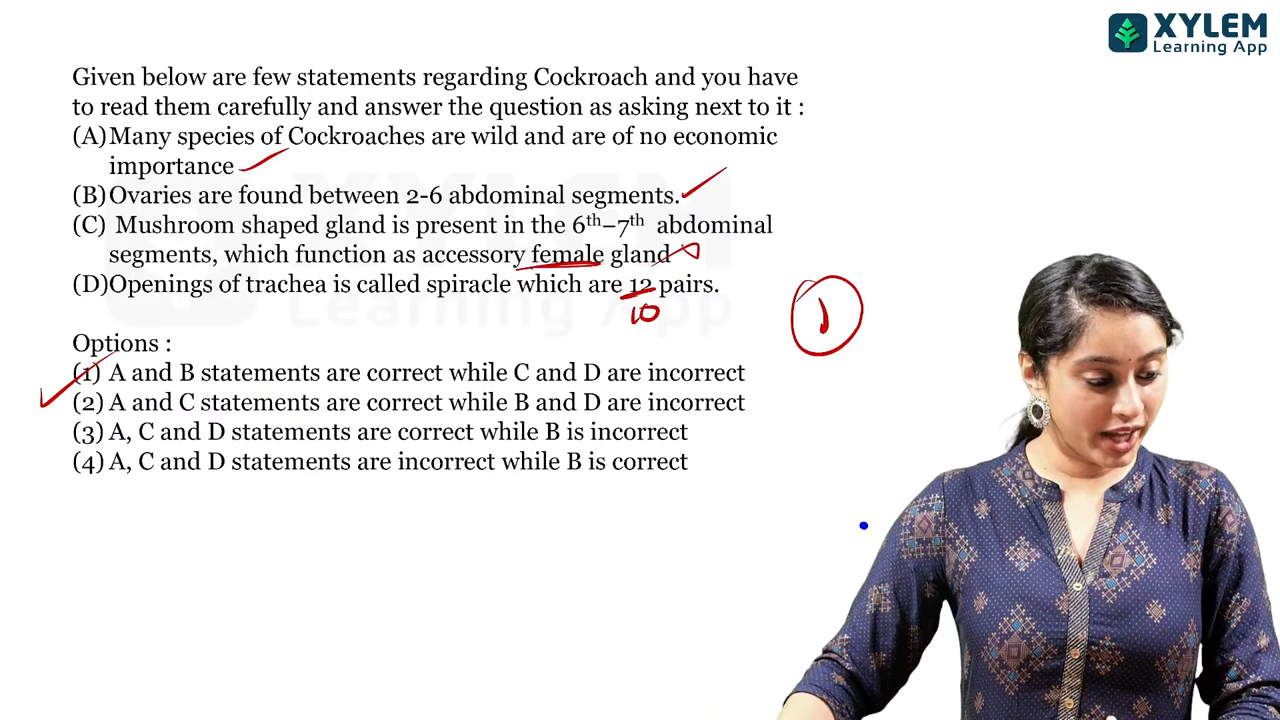 XYLEM
Learning App
Given below are few statements regarding Cockroach and you have
to read them carefully and answer the question as asking next to it :
(A) Many species of Cockroaches are wild and are of no economic
importance
(B) Ovaries are found between 2-6 abdominal segments.
(C) Mushroom shaped gland is present in the 6th–7th abdominal
segments, which function as accessory female gland
(D) Openings of trachea is called spiracle which are 12 pairs.
10
1
Options :
(1) A and B statements are correct while C and D are incorrect
(2) A and C statements are correct while B and D are incorrect
(3) A, C and D statements are correct while B is incorrect
(4) A, C and D statements are incorrect while B is correct
XYLEM
Learning App